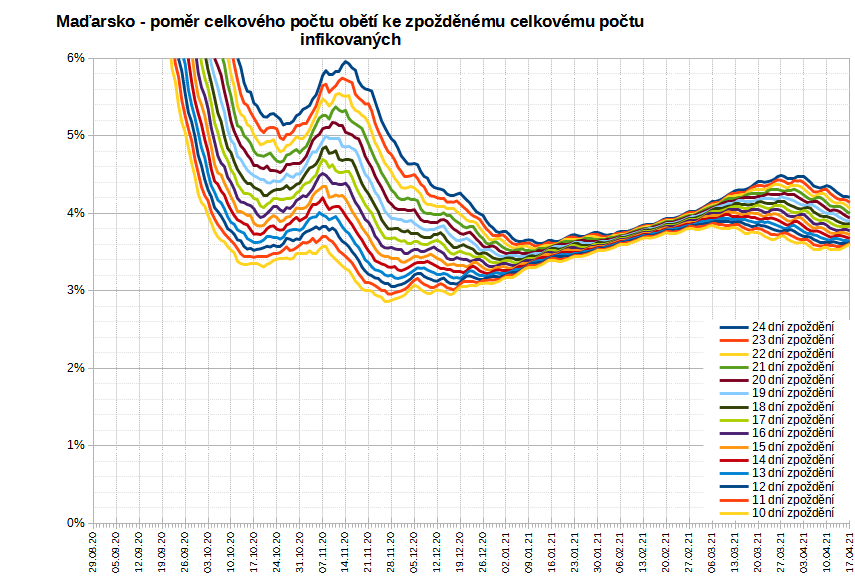 Maďarsko - poměr celkového počtu obětí ke zpožděnému celkovému počtu
infikovaných
6%
5%
4%
3%
2%
1%
0%
24 dní zpoždění
23 dní zpoždění
22 dní zpoždění
21 dní zpoždění
20 dní zpoždění
19 dní zpoždění
18 dní zpoždění
17 dní zpoždění
16 dní zpoždění
15 dní zpoždění
14 dní zpoždění
13 dní zpoždění
12 dní zpoždění
11 dní zpoždění
10 dní zpoždění
29.08.20
05.09.20
12.09.20
19.09.20
26.09.20
03.10.20
10.10.20
17.10.20
24.10.20
31.10.20
07.11.20
14.11.20
21.11.20
28.11.20
05.12.20
12.12.20
19.12.20
26.12.20
02.01.21
09.01.21
16.01.21
23.01.21
30.01.21
06.02.21
13.02.21
20.02.21
27.02.21
06.03.21
13.03.21
20.03.21
27.03.21
03.04.21
10.04.21
17.04.21